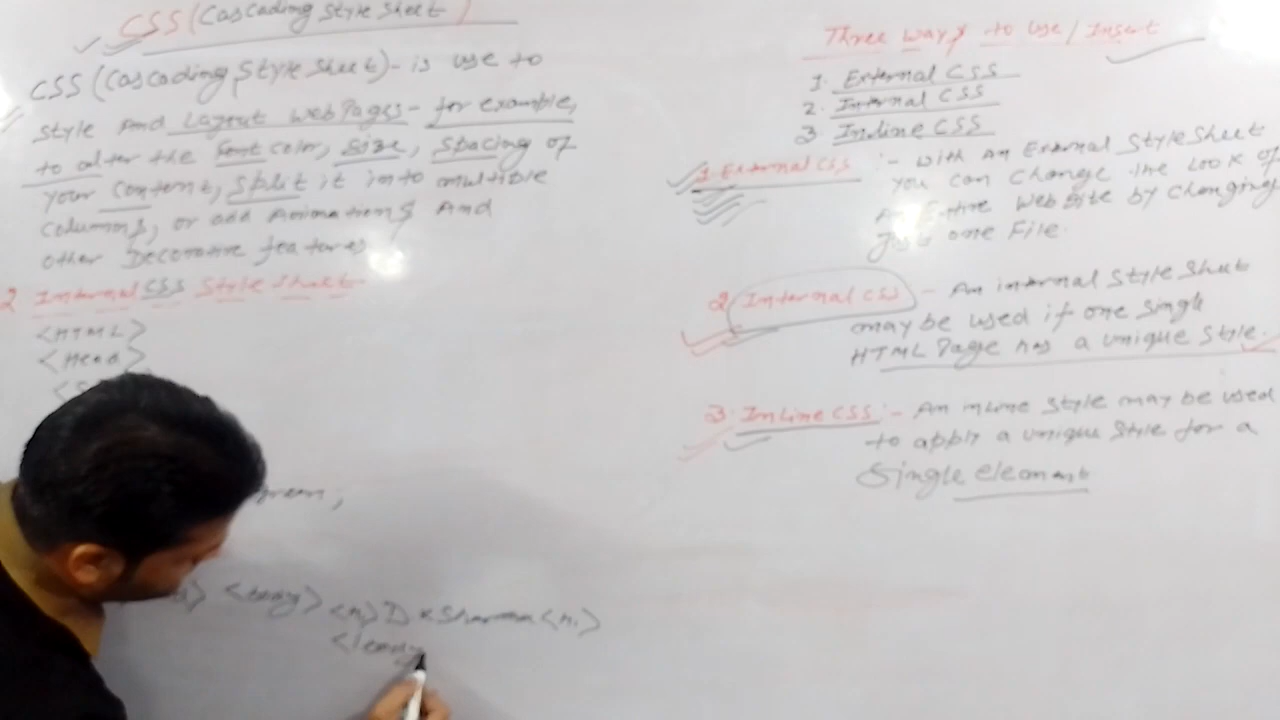 CSS (Cascading Style Sheet)
CSS (Cascading Style Sheet)- is use to
style And Layout web Pages- for example,
to alter the font color, size, spacing of
your content, split it into multible
columns, or add Animations And
other Decorative features
2 Internal CSS Style Sheet
<HTML>
<Head>
<S
green;
> <body> <h1> D K Sharma <h1>
</body
Three ways to use / Insert
1. External CSS
2. Internal CSS
3 Inline CSS
1 External CSS :- with An External Style Sheet
you can change the Look of
An Entire Web Site by changing
Just one File.
2 Internal CSS - An internal Style Sheet
may be used if one single
HTML Page has a unique style.
3. InLine CSS :- An inline style may be used
to apply a unique style for a
Single element